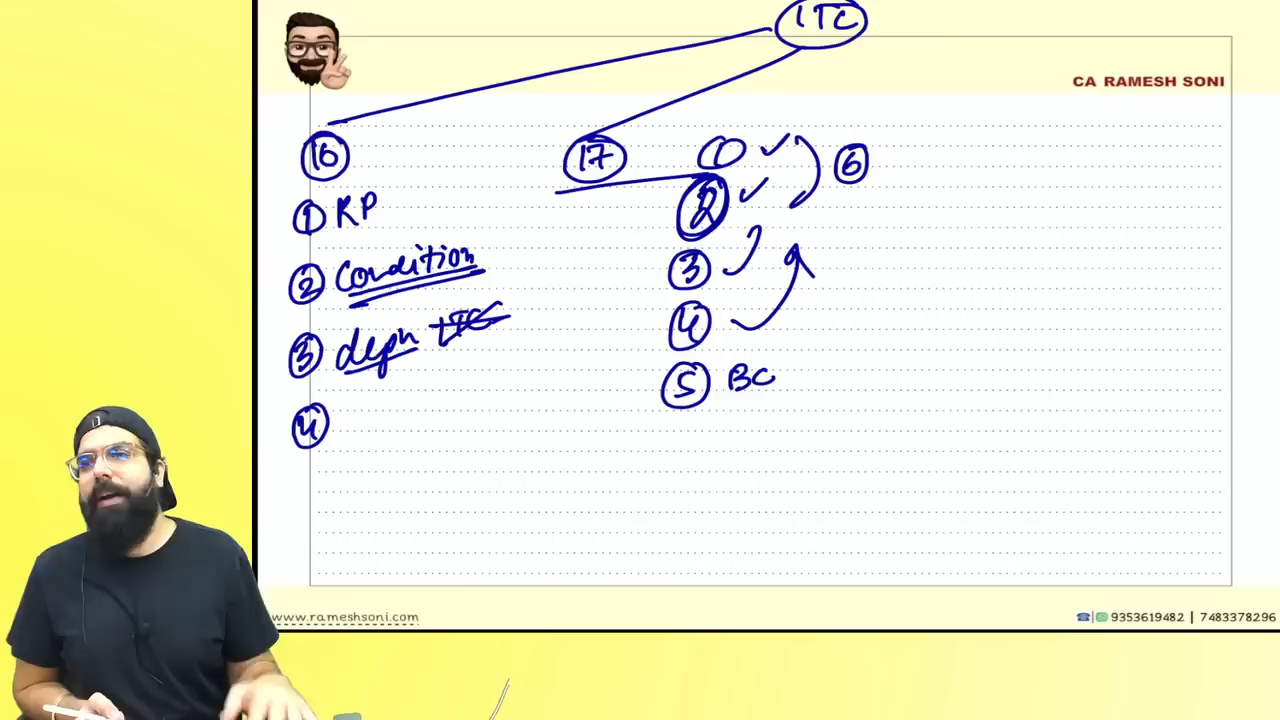 ITC
CA RAMESH SONI
16
① RP
② Condition
③ depn ITC
④
17
①
②
③
④
⑤ BC
⑥
www.rameshsoni.com
9353619482 | 7483378296